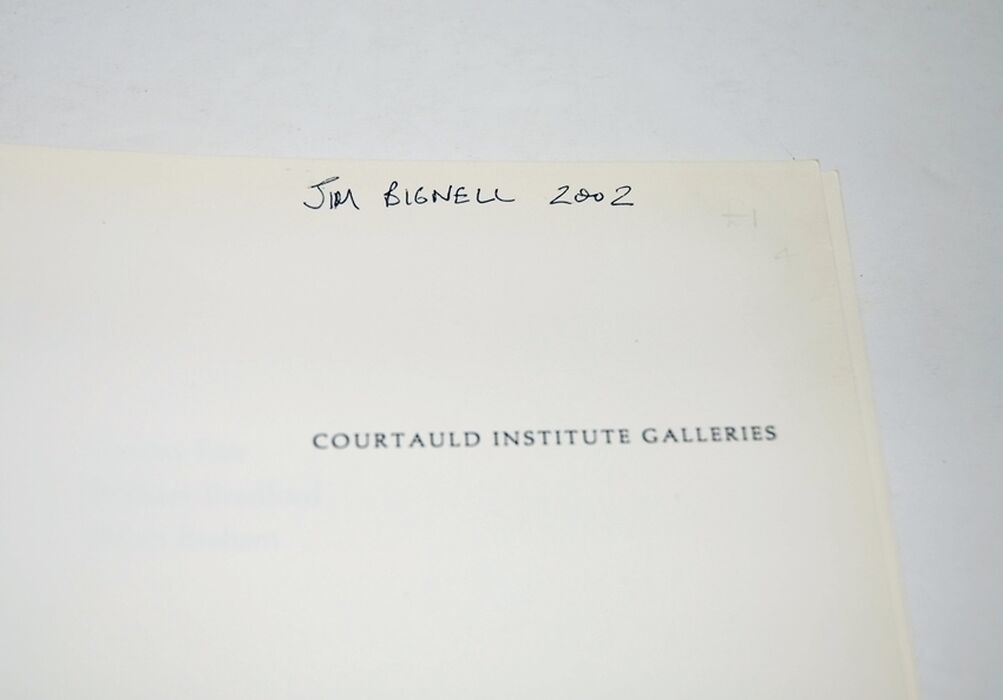 JIM BIGNELL 2002
COURTAULD INSTITUTE GALLERIES